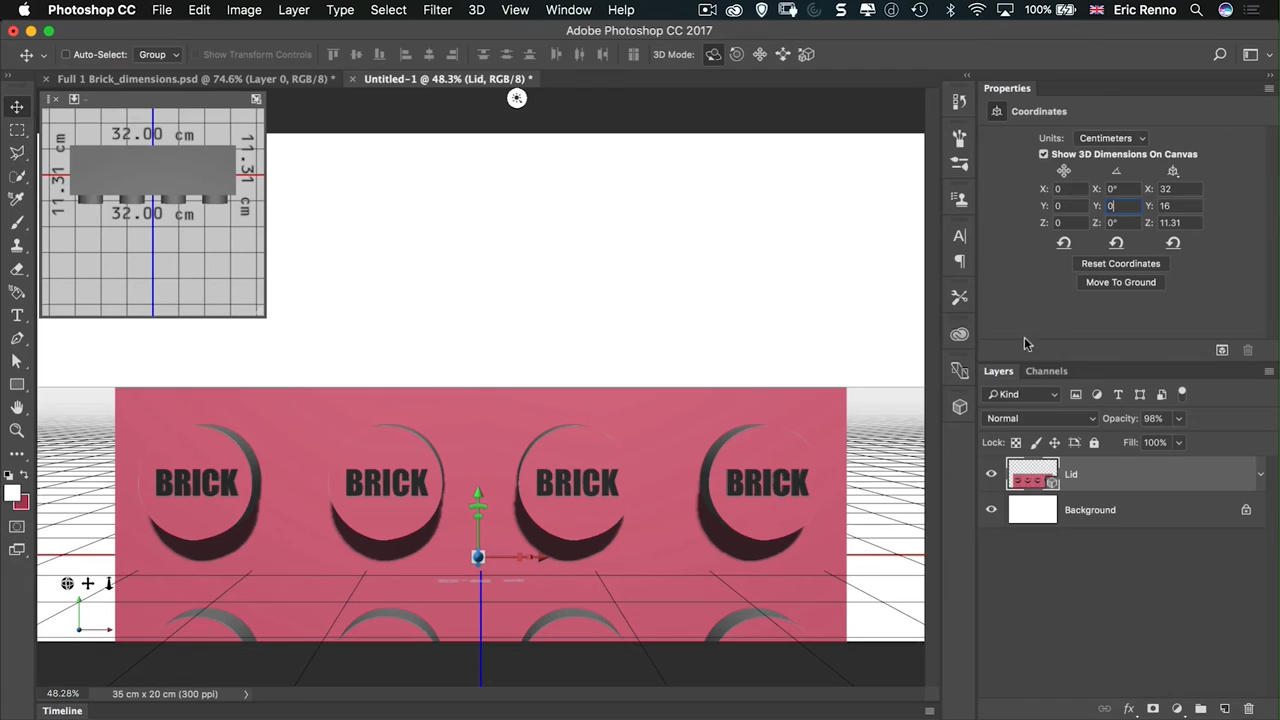 Photoshop CC File Edit Image Layer Type Select Filter 3D View Window Help 100% Eric Renno
Adobe Photoshop CC 2017
Auto-Select: Group Show Transform Controls 3D Mode:
Full 1 Brick_dimensions.psd @ 74.6% (Layer 0, RGB/8) * Untitled-1 @ 48.3% (Lid, RGB/8) *
Properties
Coordinates
Units: Centimeters
Show 3D Dimensions On Canvas
X: 0 X: 0° X: 32
Y: 0 Y: 0 Y: 16
Z: 0 Z: 0° Z: 11.31
Reset Coordinates
Move To Ground
32.00 cm
11.31 cm
11.31 cm
32.00 cm
Layers Channels
Kind
Normal Opacity: 98%
Lock: Fill: 100%
Lid
Background
BRICK BRICK BRICK BRICK
48.28% 35 cm x 20 cm (300 ppi)
Timeline